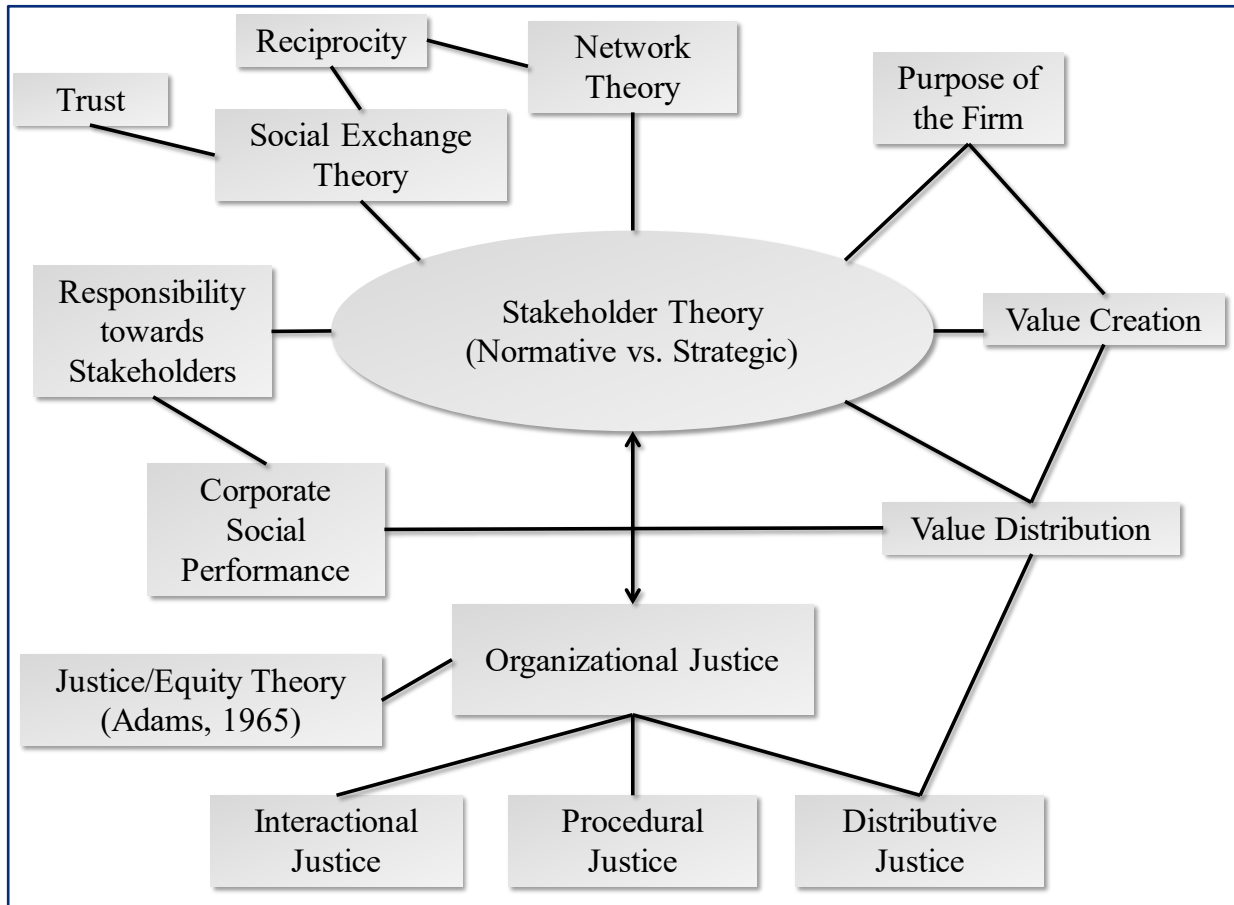 Reciprocity
Network
Theory
Purpose of
the Firm
Trust
Social Exchange
Theory
Responsibility
towards
Stakeholders
Stakeholder Theory
(Normative vs. Strategic)
Value Creation
Corporate
Social
Performance
Value Distribution
Organizational Justice
Justice/Equity Theory
(Adams, 1965)
Interactional
Justice
Procedural
Justice
Distributive
Justice